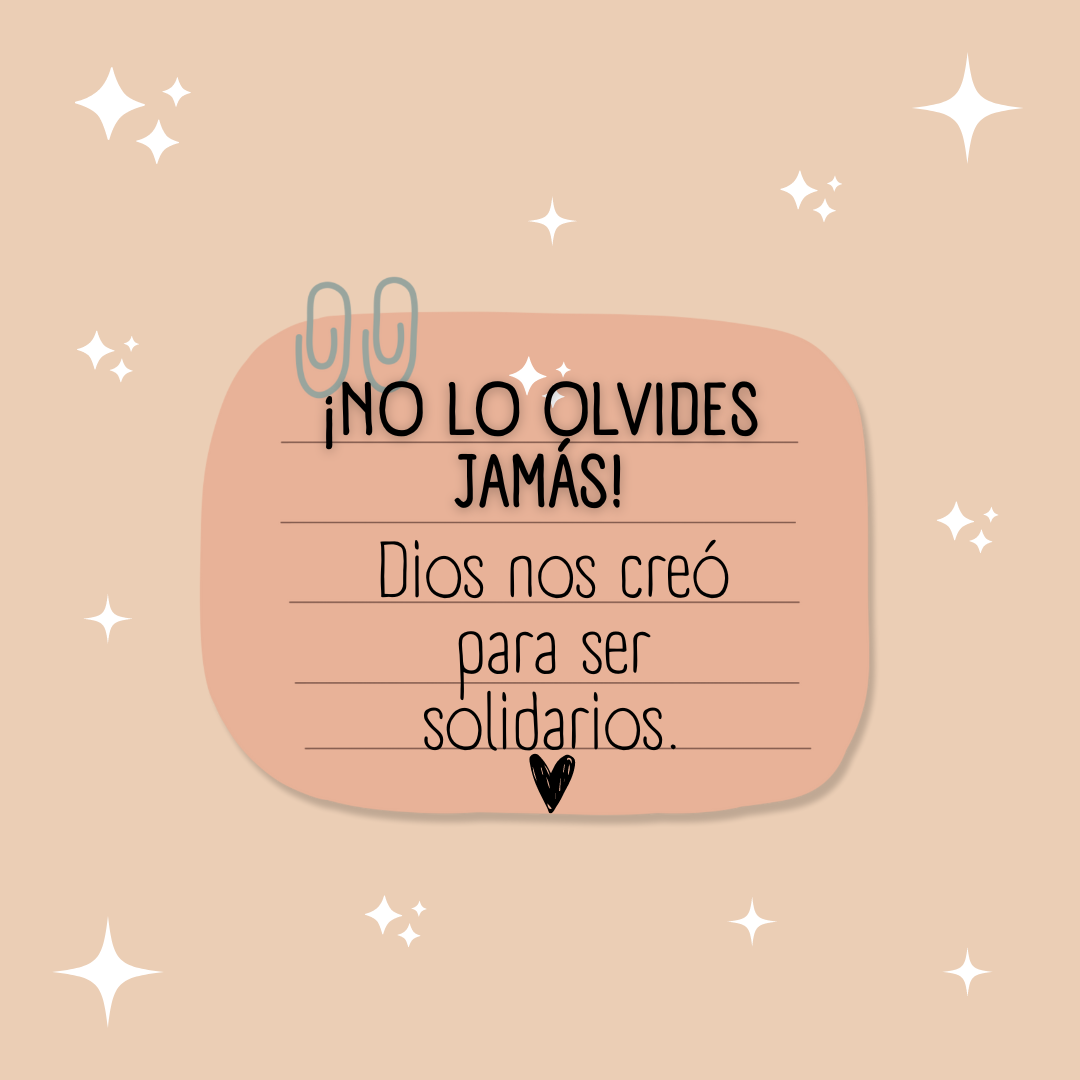 ¡NO LO OLVIDES
JAMÁS!
Dios nos creó
para ser
solidarios.